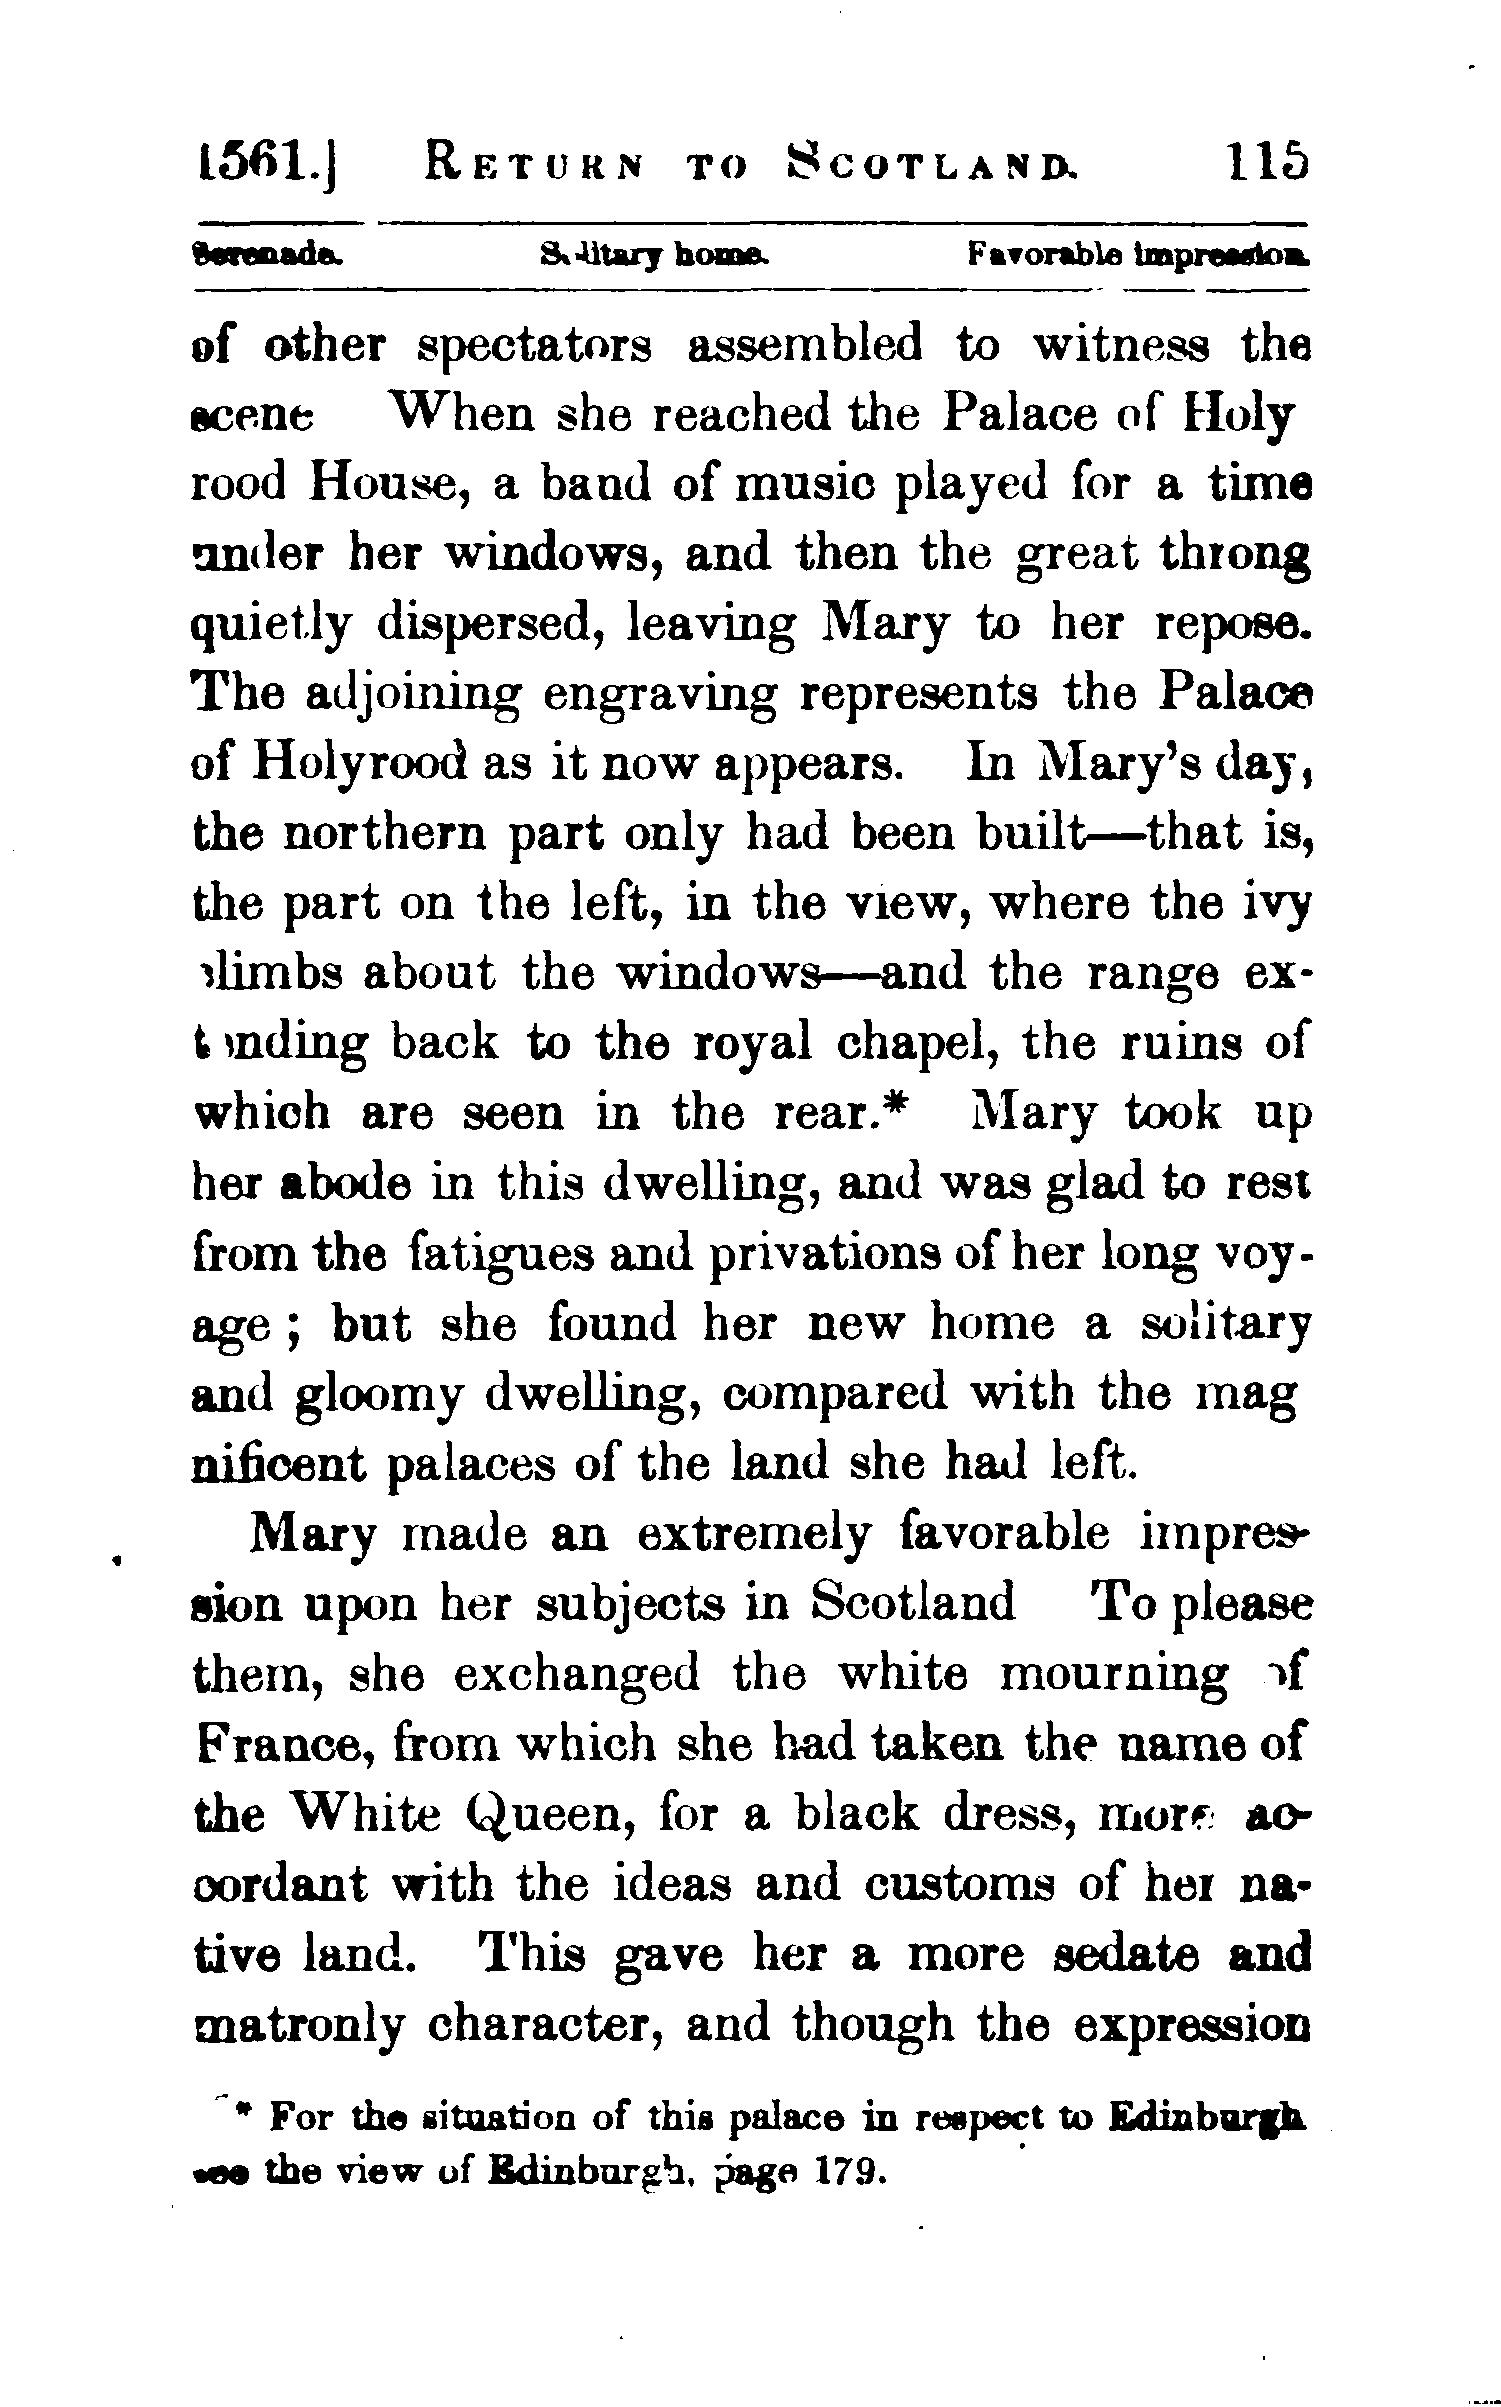 1561.] RETURN TO SCOTLAND. 115
Serenade. Solitary home. Favorable impression.
of other spectators assembled to witness the
scene When she reached the Palace of Holy
rood House, a band of music played for a time
under her windows, and then the great throng
quietly dispersed, leaving Mary to her repose.
The adjoining engraving represents the Palace
of Holyrood as it now appears. In Mary's day,
the northern part only had been built—that is,
the part on the left, in the view, where the ivy
climbs about the windows—and the range ex-
tending back to the royal chapel, the ruins of
which are seen in the rear.* Mary took up
her abode in this dwelling, and was glad to rest
from the fatigues and privations of her long voy-
age; but she found her new home a solitary
and gloomy dwelling, compared with the mag
nificent palaces of the land she had left.
Mary made an extremely favorable impres-
sion upon her subjects in Scotland To please
them, she exchanged the white mourning of
France, from which she had taken the name of
the White Queen, for a black dress, more ac-
cordant with the ideas and customs of her na-
tive land. This gave her a more sedate and
matronly character, and though the expression
* For the situation of this palace in respect to Edinburgh
see the view of Edinburgh, page 179.